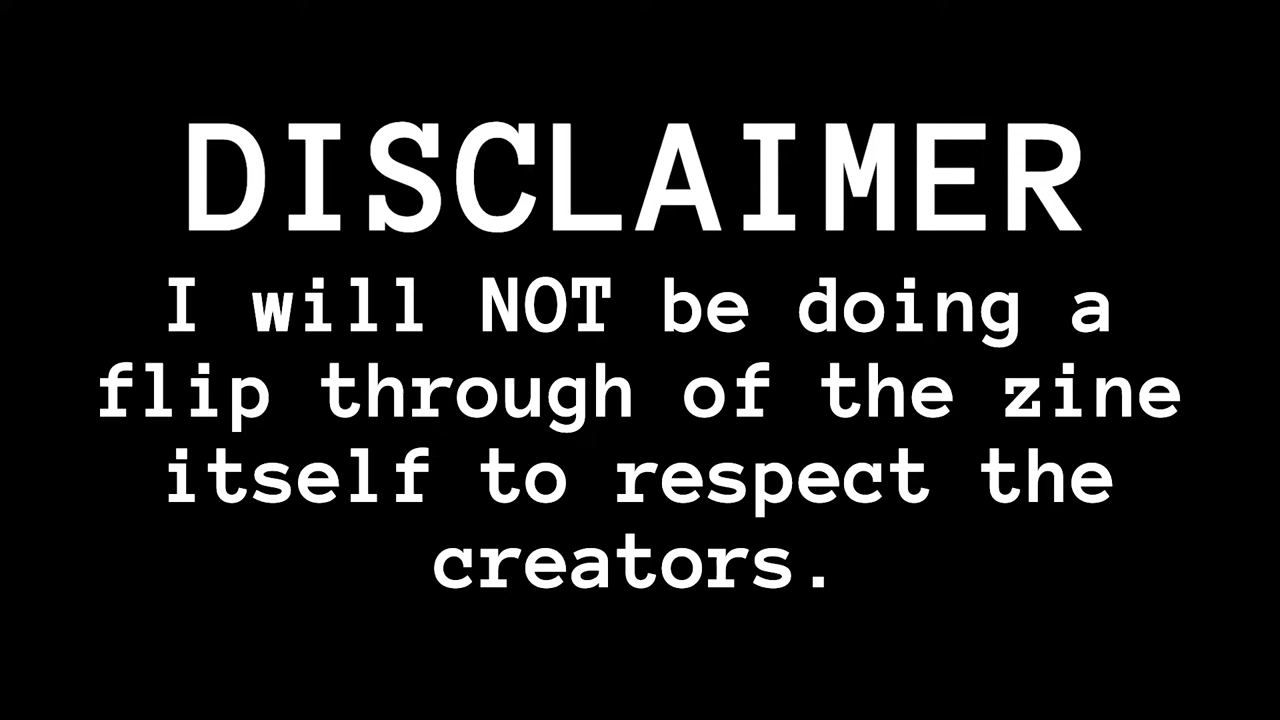 DISCLAIMER
I will NOT be doing a
flip through of the zine
itself to respect the
creators.